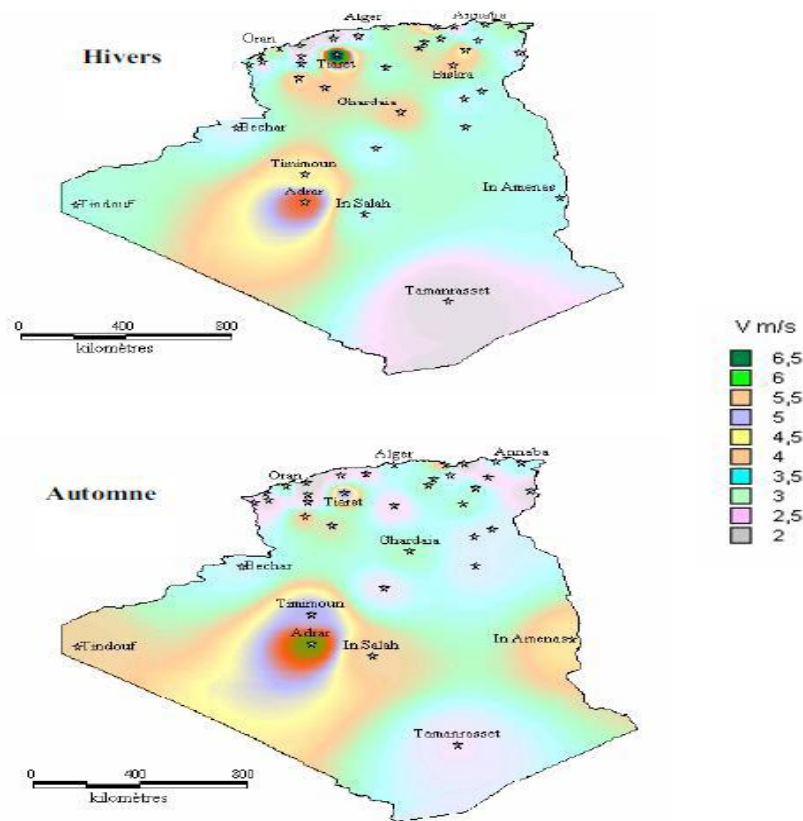 Alger
Annaba
Oran
Hivers
Tiaret
Biskra
Ghardaia
Bechar
Timimoun
Adrar
In Salah
In Amenas
Tindouf
Tamanrasset
0 400 800
kilomètres
V m/s
6,5
6
5,5
5
4,5
4
3,5
3
2,5
2
Alger
Annaba
Oran
Automne
Tiaret
Ghardaia
Bechar
Timimoun
Adrar
In Salah
In Amenas
Tindouf
Tamanrasset
0 400 800
kilomètres